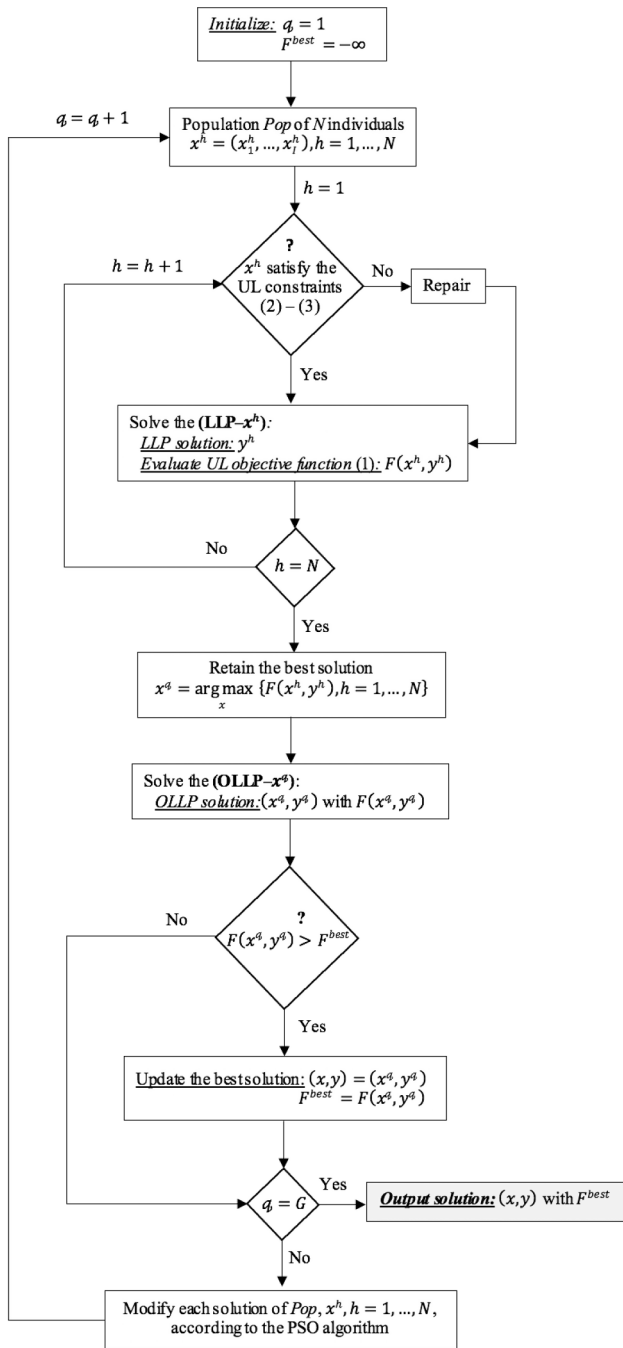 Initialize: q = 1
F^best = −∞
q = q + 1
Population Pop of N individuals
x^h = (x_1^h, ..., x_I^h), h = 1, ..., N
h = 1
?
h = h + 1
x^h satisfy the
No
Repair
UL constraints
(2) – (3)
Yes
Solve the (LLP–x^h):
LLP solution: y^h
Evaluate UL objective function (1): F(x^h, y^h)
No
h = N
Yes
Retain the best solution
x^q = arg max_x {F(x^h, y^h), h = 1, ..., N}
Solve the (OLLP–x^q):
OLLP solution: (x^q, y^q) with F(x^q, y^q)
No
?
F(x^q, y^q) > F^best
Yes
Update the best solution: (x,y) = (x^q, y^q)
F^best = F(x^q, y^q)
q = G
Yes
Output solution: (x,y) with F^best
No
Modify each solution of Pop, x^h, h = 1, ..., N,
according to the PSO algorithm